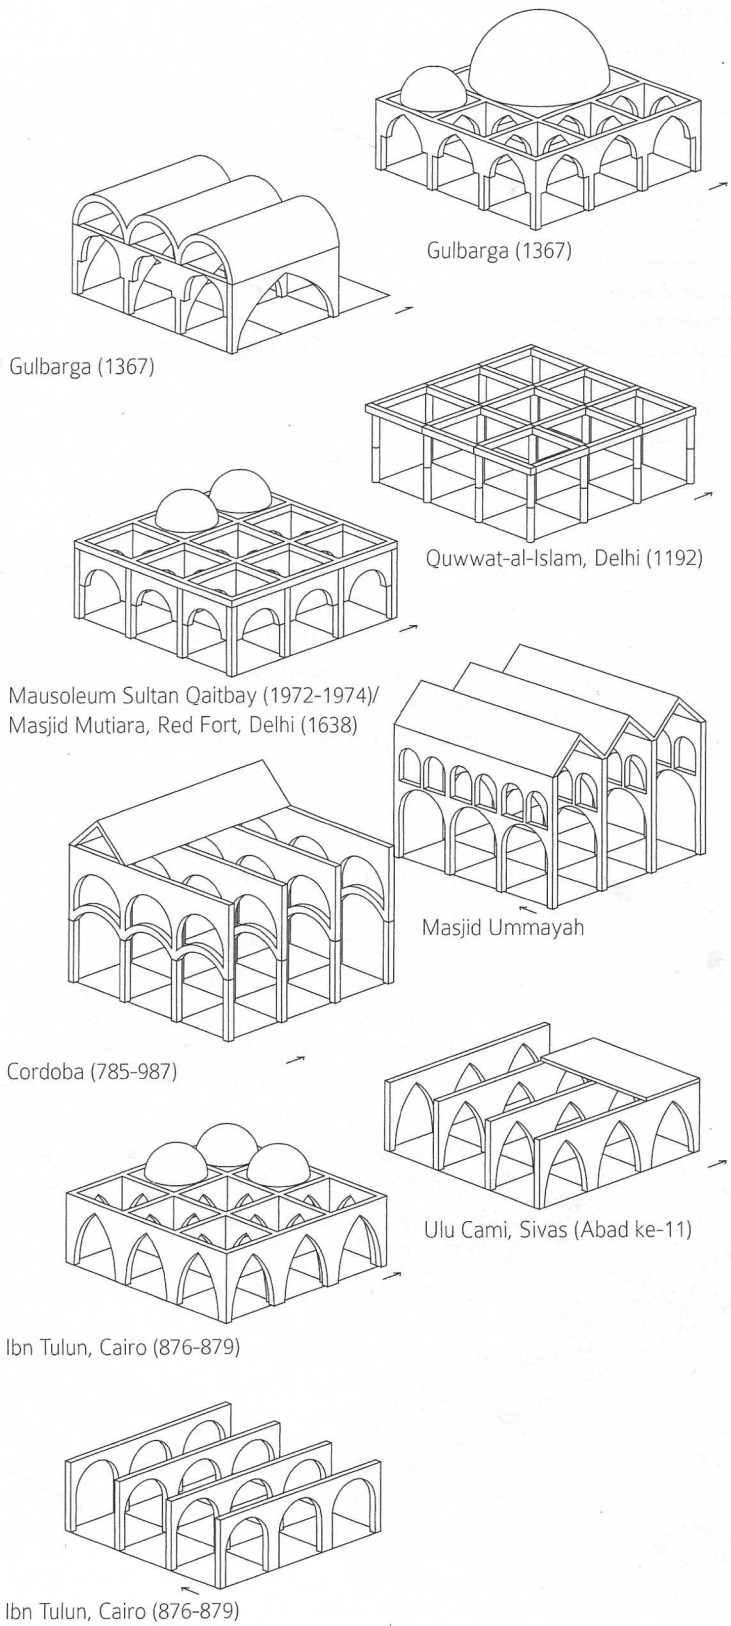 Gulbarga (1367)
Gulbarga (1367)
Quwwat-al-Islam, Delhi (1192)
Mausoleum Sultan Qaitbay (1972-1974)/
Masjid Mutiara, Red Fort, Delhi (1638)
Masjid Ummayah
Cordoba (785-987)
Ulu Cami, Sivas (Abad ke-11)
Ibn Tulun, Cairo (876-879)
Ibn Tulun, Cairo (876-879)